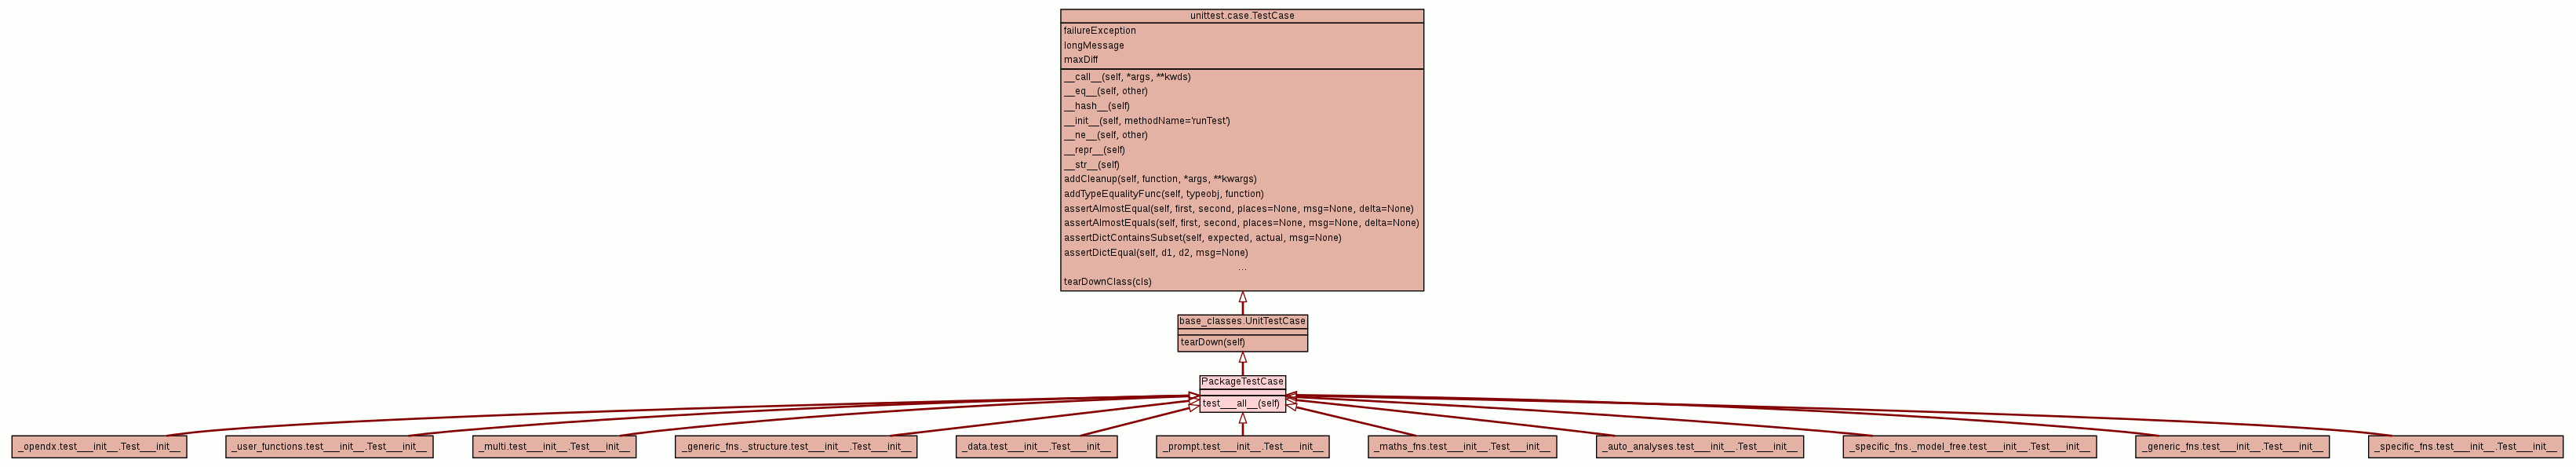 unittest.case.TestCase
failureException
longMessage
maxDiff
__call__(self, *args, **kwds)
__eq__(self, other)
__hash__(self)
__init__(self, methodName='runTest')
__ne__(self, other)
__repr__(self)
__str__(self)
addCleanup(self, function, *args, **kwargs)
addTypeEqualityFunc(self, typeobj, function)
assertAlmostEqual(self, first, second, places=None, msg=None, delta=None)
assertAlmostEquals(self, first, second, places=None, msg=None, delta=None)
assertDictContainsSubset(self, expected, actual, msg=None)
assertDictEqual(self, d1, d2, msg=None)
...
tearDownClass(cls)
base_classes.UnitTestCase
tearDown(self)
PackageTestCase
test___all__(self)
_opendx.test___init__.Test___init__
_user_functions.test___init__.Test___init__
_multi.test___init__.Test___init__
_generic_fns._structure.test___init__.Test___init__
_data.test___init__.Test___init__
_prompt.test___init__.Test___init__
_maths_fns.test___init__.Test___init__
_auto_analyses.test___init__.Test___init__
_specific_fns._model_free.test___init__.Test___init__
_generic_fns.test___init__.Test___init__
_specific_fns.test___init__.Test___init__